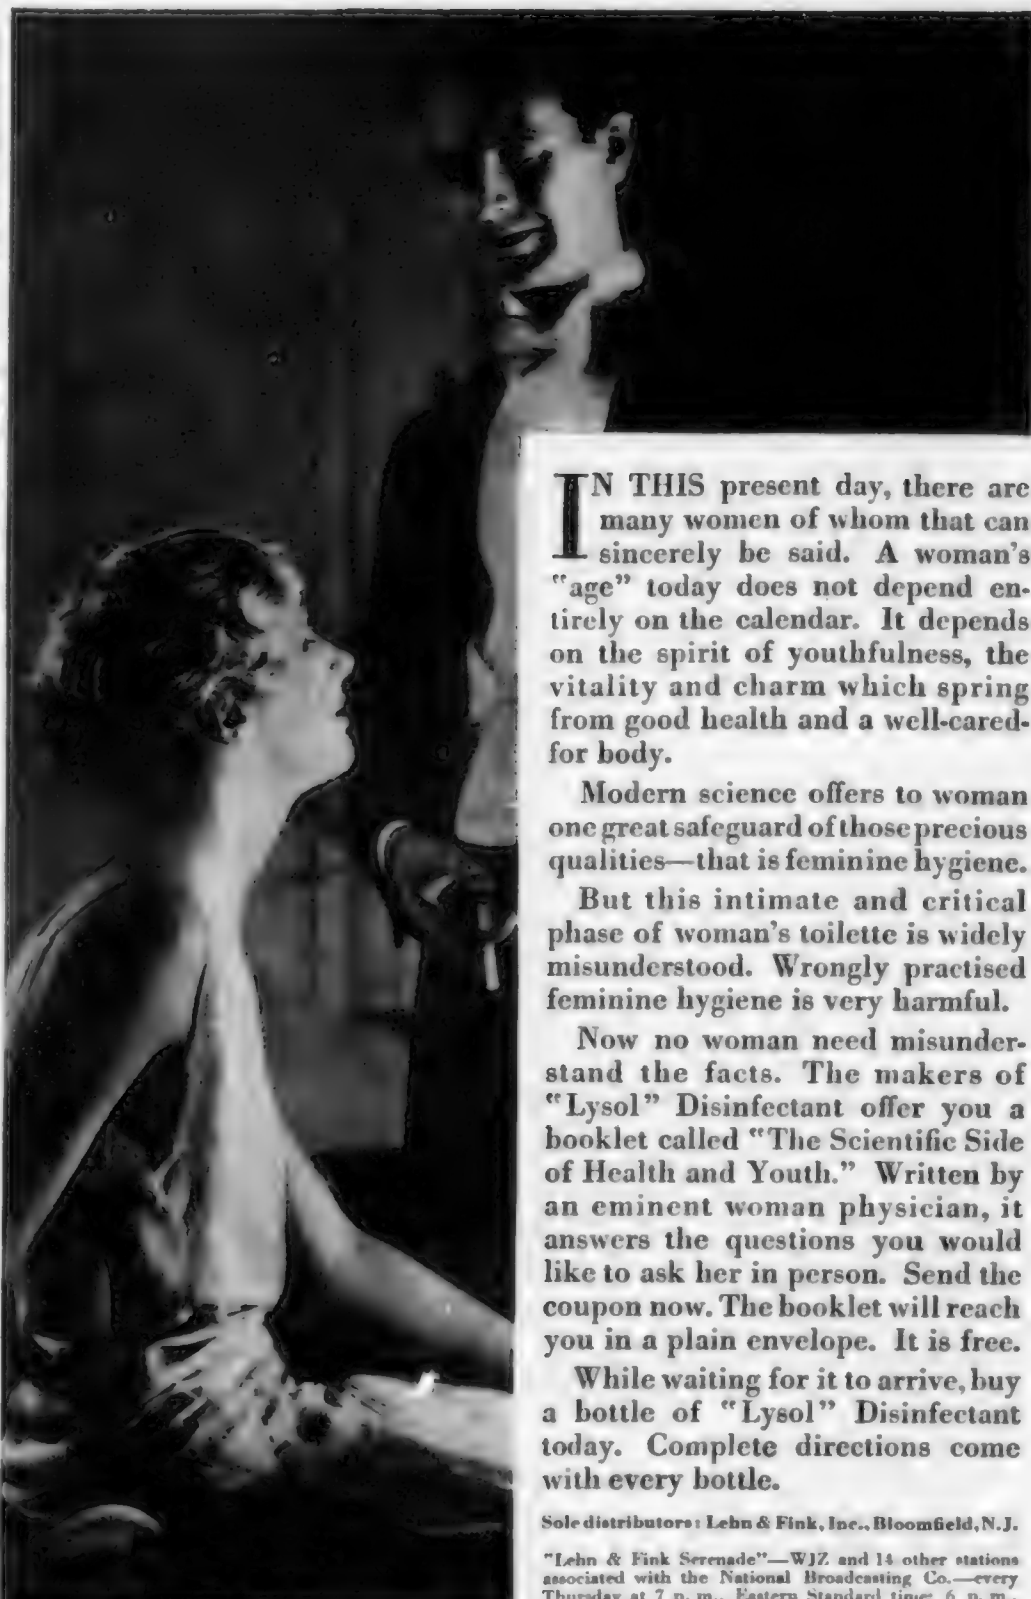 IN THIS present day, there are
many women of whom that can
sincerely be said. A woman's
"age" today does not depend en-
tirely on the calendar. It depends
on the spirit of youthfulness, the
vitality and charm which spring
from good health and a well-cared-
for body.
Modern science offers to woman
one great safeguard of those precious
qualities—that is feminine hygiene.
But this intimate and critical
phase of woman's toilette is widely
misunderstood. Wrongly practised
feminine hygiene is very harmful.
Now no woman need misunder-
stand the facts. The makers of
"Lysol" Disinfectant offer you a
booklet called "The Scientific Side
of Health and Youth." Written by
an eminent woman physician, it
answers the questions you would
like to ask her in person. Send the
coupon now. The booklet will reach
you in a plain envelope. It is free.
While waiting for it to arrive, buy
a bottle of "Lysol" Disinfectant
today. Complete directions come
with every bottle.
Sole distributors: Lehn & Fink, Inc., Bloomfield, N.J.
"Lehn & Fink Serenade"—WJZ and 14 other stations
associated with the National Broadcasting Co.—every
Thursday at 7 p. m., Eastern Standard time; 6 p. m.,